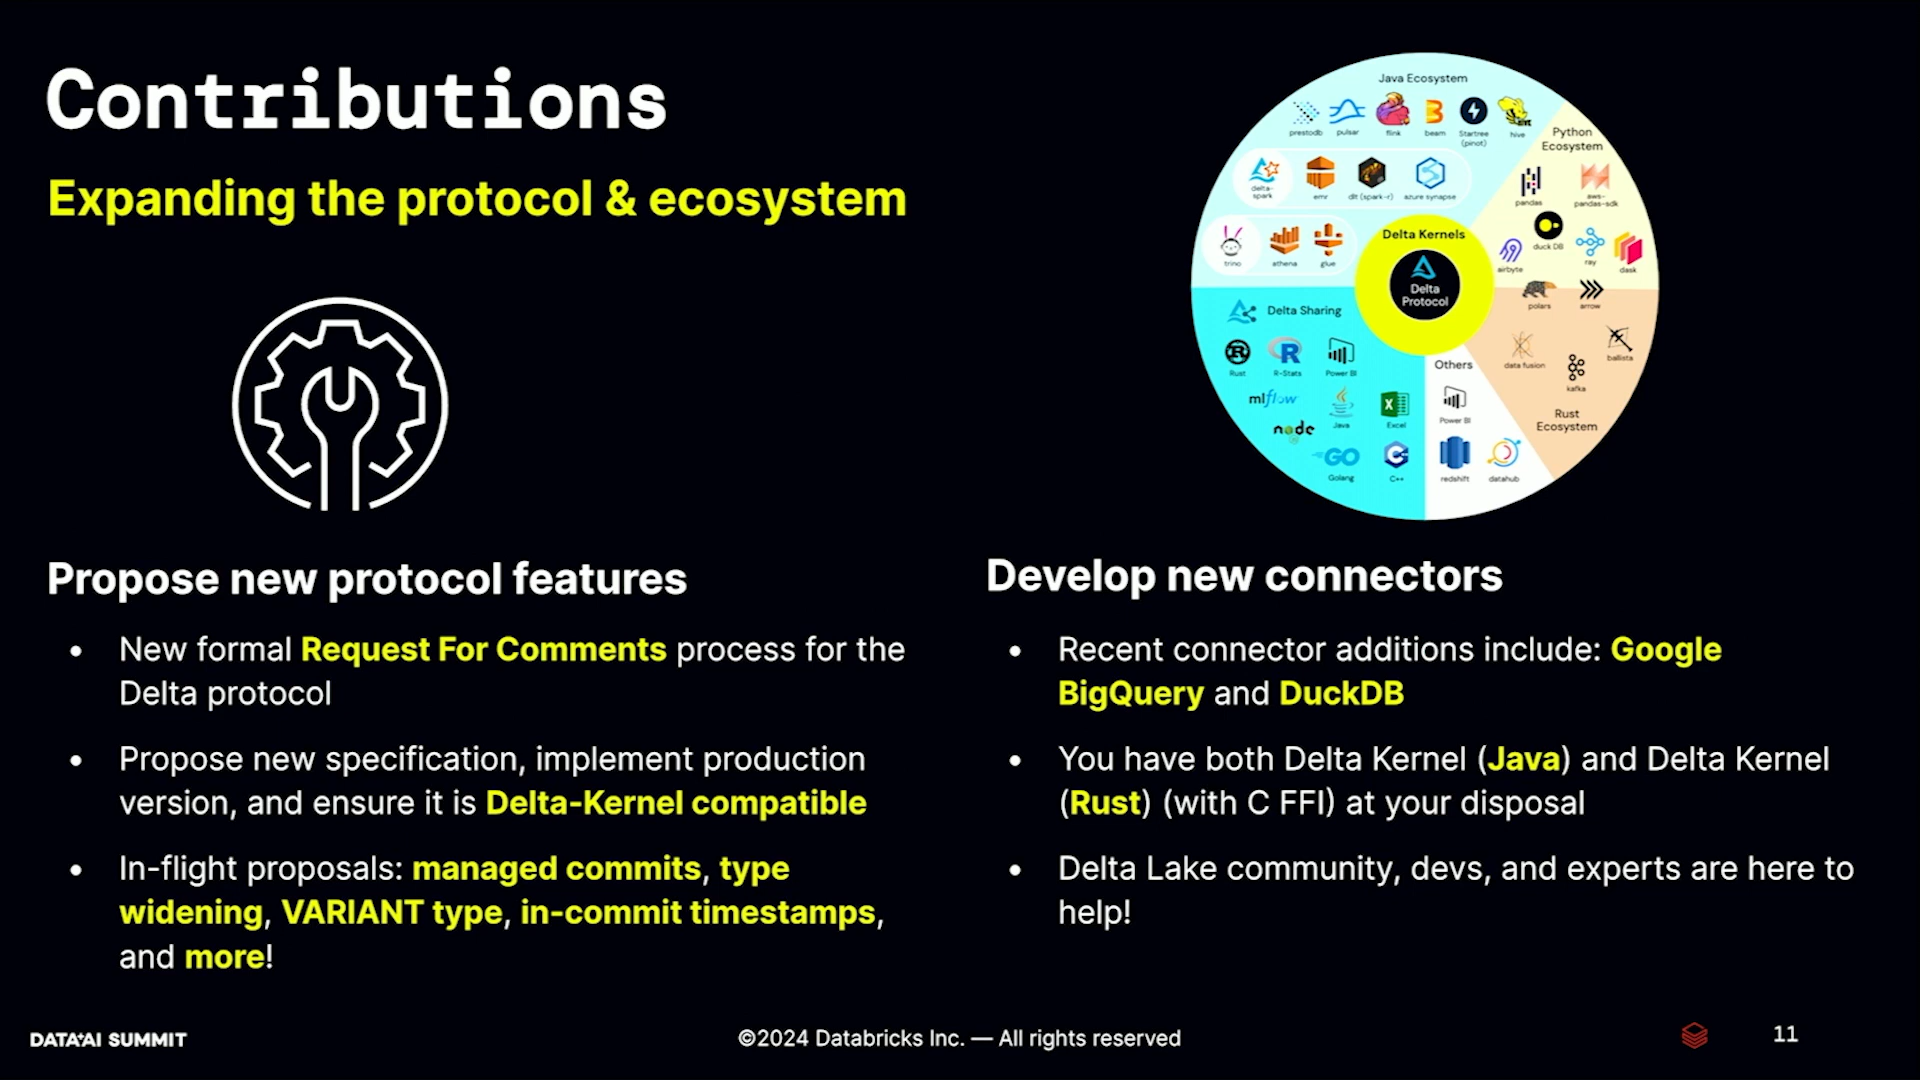 Contributions
Expanding the protocol & ecosystem
Java Ecosystem
prestodb
pulsar
flink
beam
Startree
(pinot)
hive
Python
Ecosystem
delta-
spark
emr
dlt (spark-r)
azure synapse
pandas
aws-
pandas-sdk
trino
athena
glue
Delta Kernels
Delta
Protocol
duck DB
airbyte
ray
dask
polars
arrow
Delta Sharing
Rust
R-Stats
Power BI
mlflow
Java
Excel
node
GO
Golang
C++
Others
Power BI
redshift
datahub
data fusion
kafka
ballista
Rust
Ecosystem
Propose new protocol features
• New formal Request For Comments process for the
Delta protocol
• Propose new specification, implement production
version, and ensure it is Delta-Kernel compatible
• In-flight proposals: managed commits, type
widening, VARIANT type, in-commit timestamps,
and more!
Develop new connectors
• Recent connector additions include: Google
BigQuery and DuckDB
• You have both Delta Kernel (Java) and Delta Kernel
(Rust) (with C FFI) at your disposal
• Delta Lake community, devs, and experts are here to
help!
DATA+AI SUMMIT
©2024 Databricks Inc. — All rights reserved
11